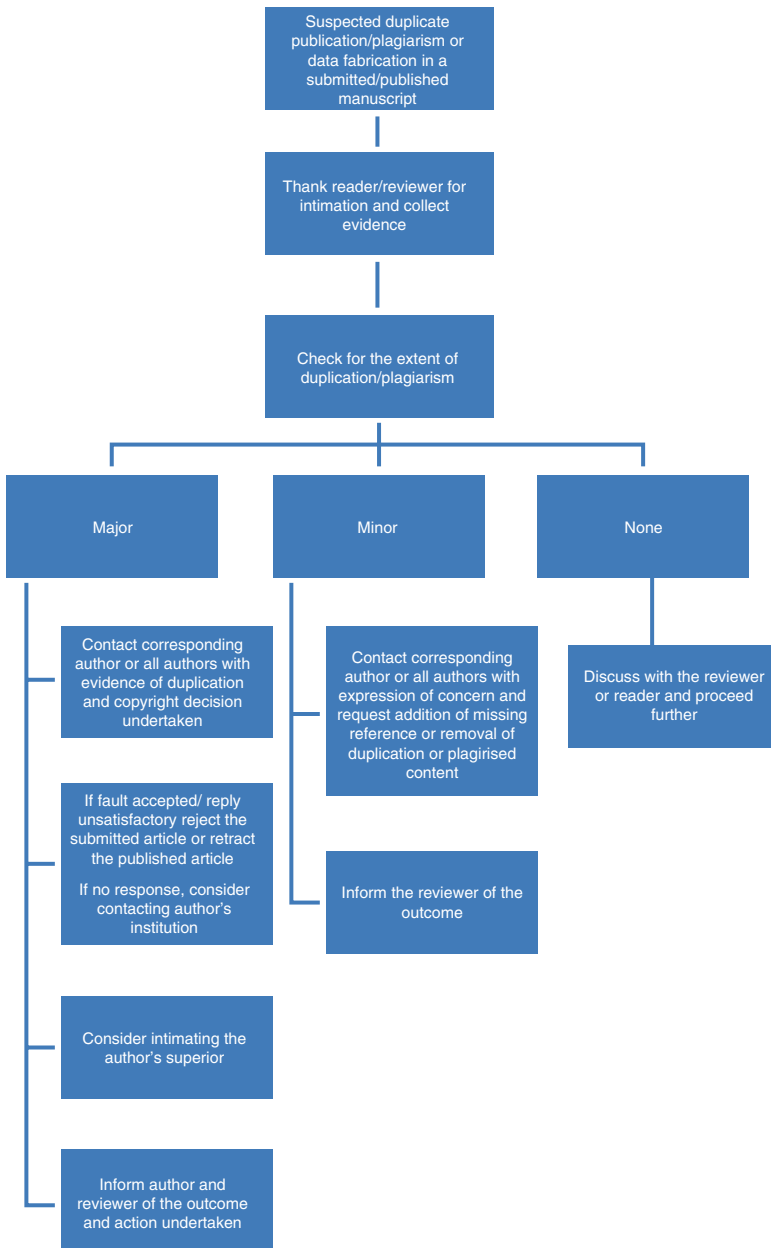 Suspected duplicate
publication/plagiarism or
data fabrication in a
submitted/published
manuscript
Thank reader/reviewer for
intimation and collect
evidence
Check for the extent of
duplication/plagiarism
Major
Minor
None
Contact corresponding
author or all authors with
evidence of duplication
and copyright decision
undertaken
If fault accepted/ reply
unsatisfactory reject the
submitted article or retract
the published article
If no response, consider
contacting author's
institution
Consider intimating the
author's superior
Inform author and
reviewer of the outcome
and action undertaken
Contact corresponding
author or all authors with
expression of concern and
request addition of missing
reference or removal of
duplication or plagirised
content
Inform the reviewer of the
outcome
Discuss with the reviewer
or reader and proceed
further